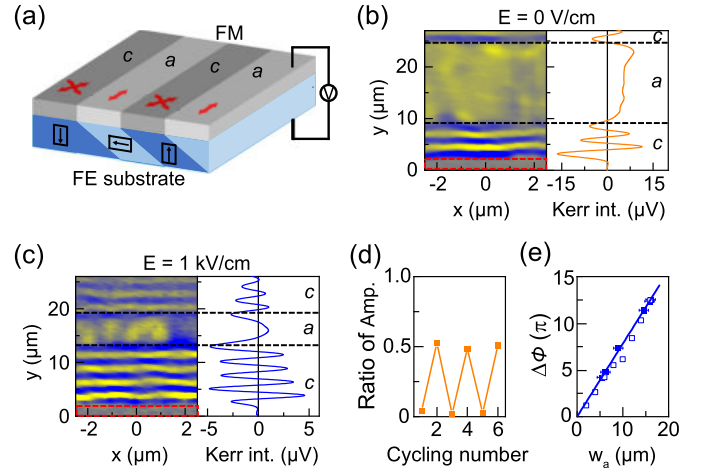 (a)
FM
c
a
c
a
V
FE substrate
(b)
E = 0 V/cm
y (μm)
20
10
0
c
a
c
-2
0
2
-15
0
15
x (μm)
Kerr int. (μV)
(c)
E = 1 kV/cm
y (μm)
20
10
0
c
a
c
-2
0
2
-5
0
5
x (μm)
Kerr int. (μV)
(d)
Ratio of Amp.
1.0
0.5
0.0
2
4
6
Cycling number
(e)
ΔΦ (π)
15
10
5
0
0
10
20
wa (μm)